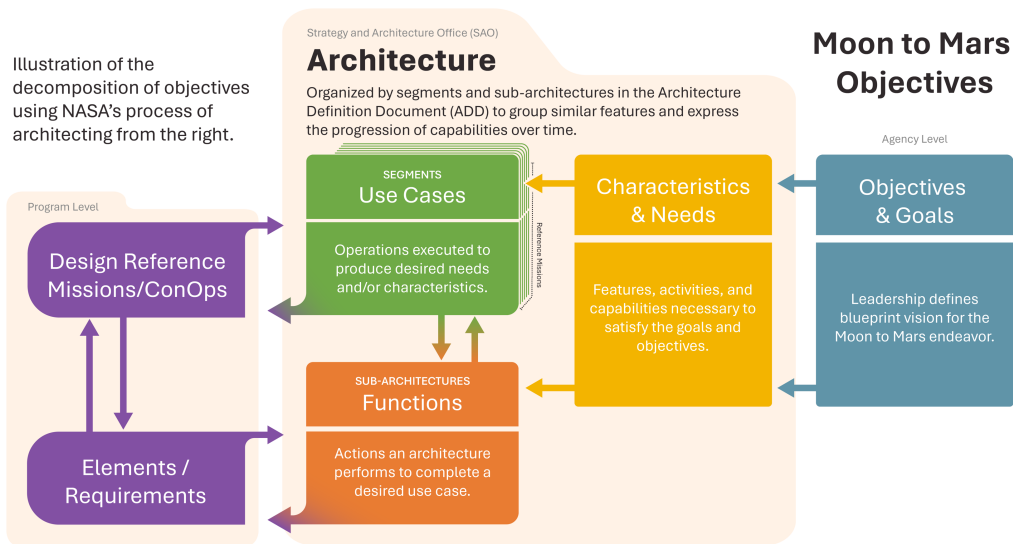 Illustration of the
decomposition of objectives
using NASA’s process of
architecting from the right.
Strategy and Architecture Office (SAO)
Architecture
Organized by segments and sub-architectures in the Architecture
Definition Document (ADD) to group similar features and express
the progression of capabilities over time.
Moon to Mars
Objectives
Agency Level
Program Level
Design Reference
Missions/ConOps
Elements /
Requirements
SEGMENTS
Use Cases
Operations executed to
produce desired needs
and/or characteristics.
Reference Missions
SUB-ARCHITECTURES
Functions
Actions an architecture
performs to complete a
desired use case.
Characteristics
& Needs
Features, activities, and
capabilities necessary to
satisfy the goals and
objectives.
Objectives
& Goals
Leadership defines
blueprint vision for the
Moon to Mars endeavor.